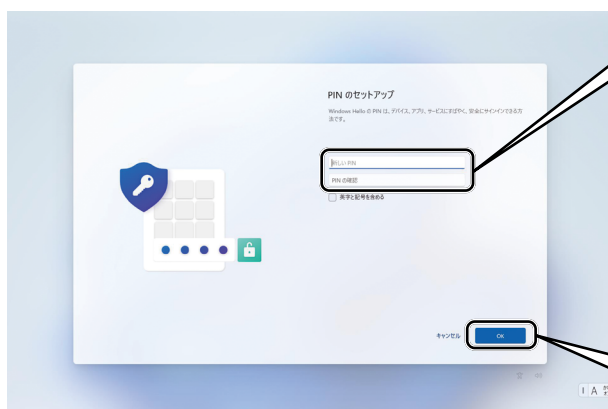 PIN のセットアップ
Windows Hello の PIN は、デバイス、アプリ、サービスにすばやく、安全にサインインできる方
法です。
新しい PIN
PIN の確認
英字と記号を含める
キャンセル
OK
A